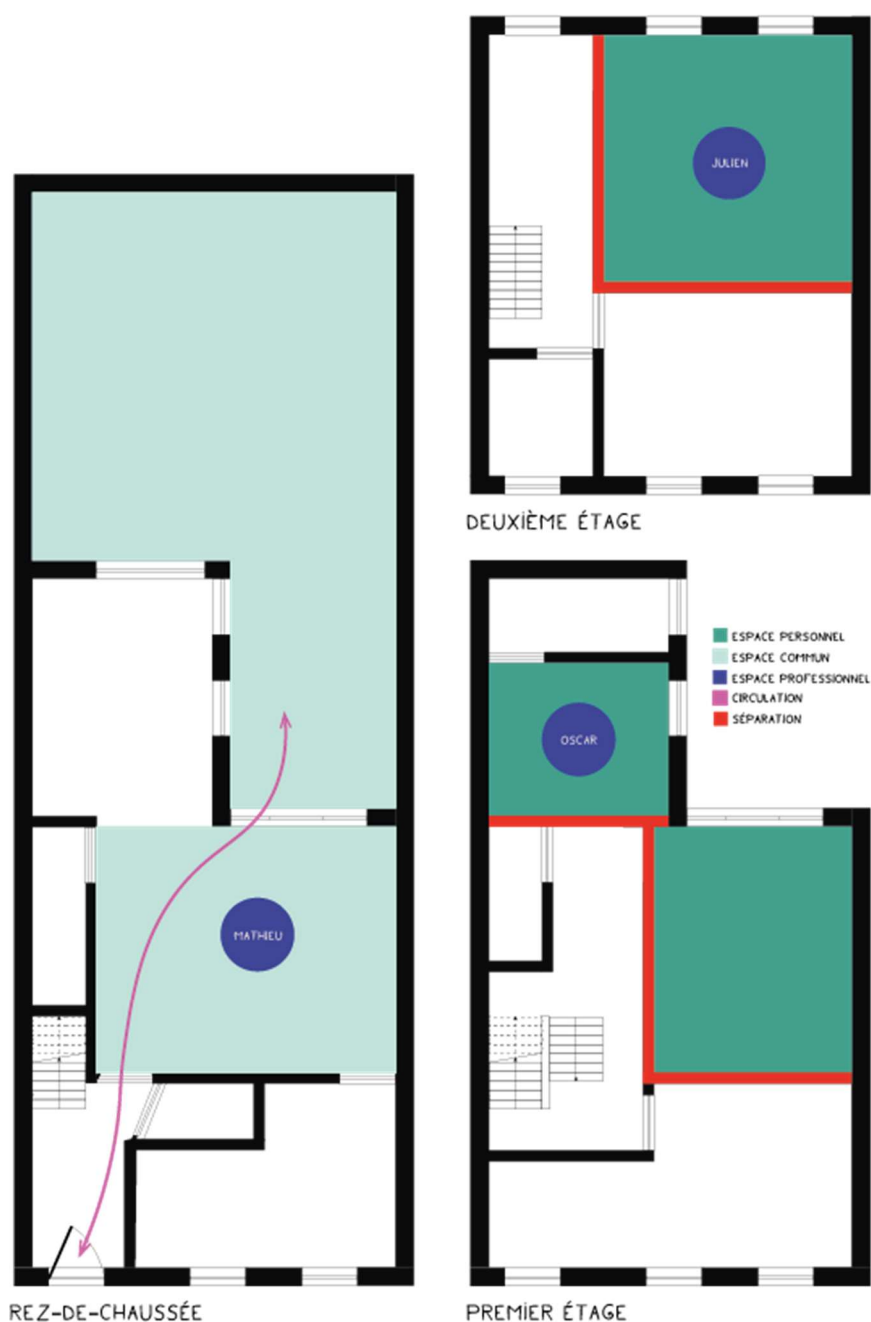 JULIEN
DEUXIÈME ÉTAGE
ESPACE PERSONNEL
ESPACE COMMUN
ESPACE PROFESSIONNEL
CIRCULATION
SÉPARATION
OSCAR
MATHIEU
REZ-DE-CHAUSSÉE
PREMIER ÉTAGE